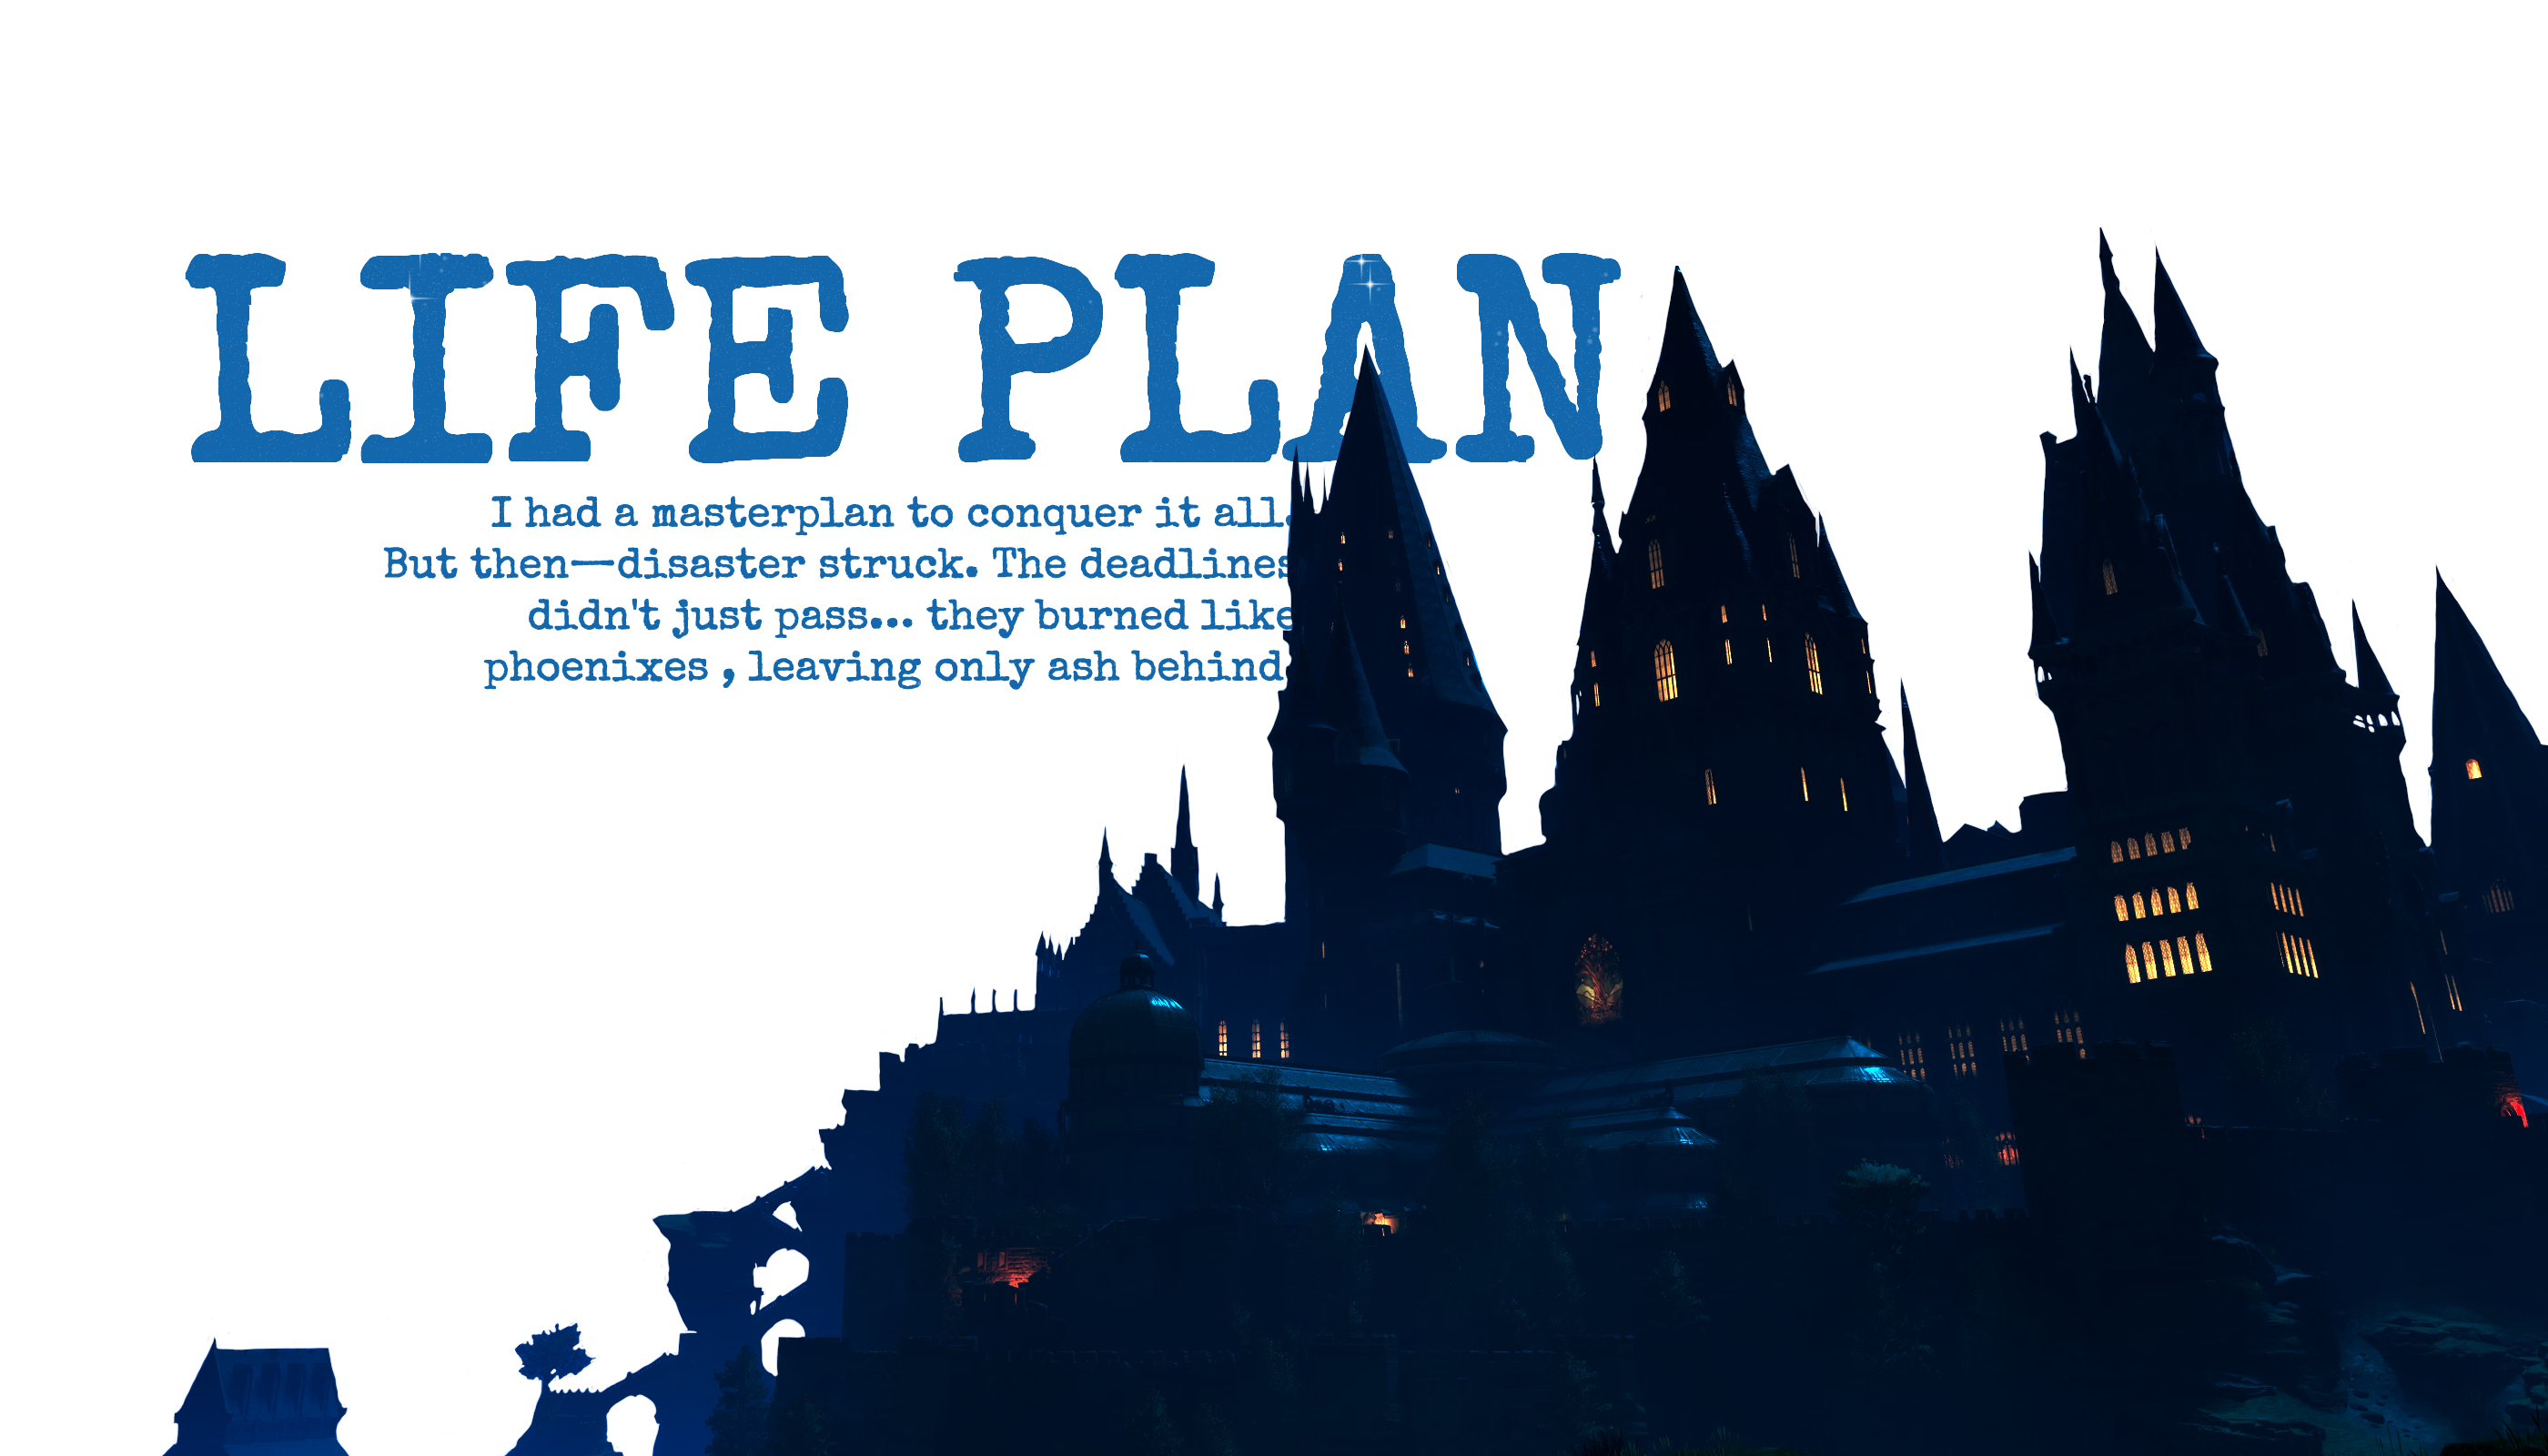 LIFE PLAN
I had a masterplan to conquer it all.
But then—disaster struck. The deadlines
didn't just pass... they burned like
phoenixes , leaving only ash behind.